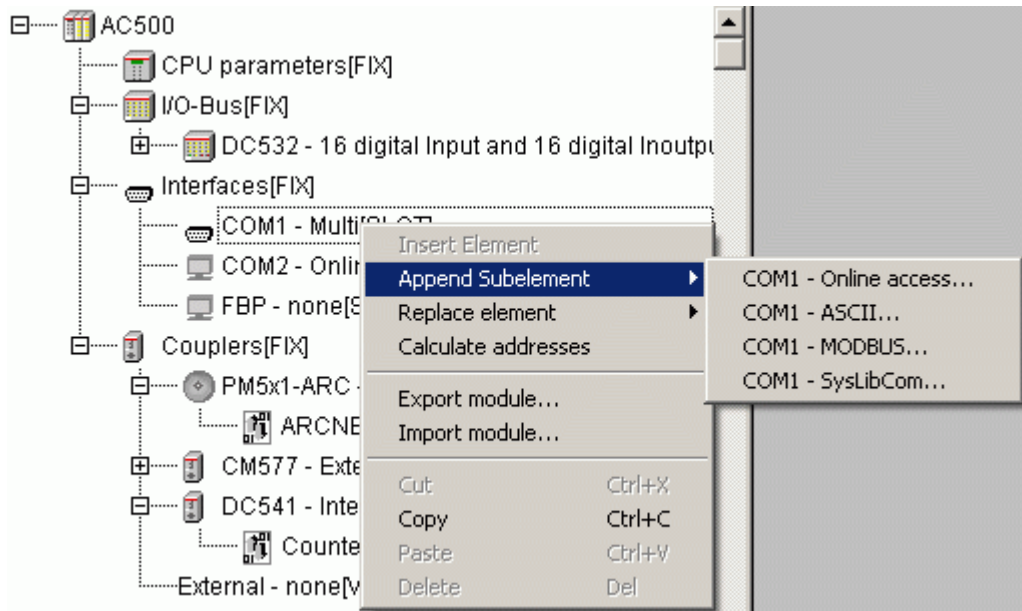 AC500
CPU parameters[FIX]
I/O-Bus[FIX]
DC532 - 16 digital Input and 16 digital Inoutpu
Interfaces[FIX]
COM1 - Multi[SLOT]
COM2 - Onlin
FBP - none[S
Couplers[FIX]
PM5x1-ARC -
ARCNE
CM577 - Exte
DC541 - Inte
Counte
External - none[V
Insert Element
Append Subelement
Replace element
Calculate addresses
Export module...
Import module...
Cut Ctrl+X
Copy Ctrl+C
Paste Ctrl+V
Delete Del
COM1 - Online access...
COM1 - ASCII...
COM1 - MODBUS...
COM1 - SysLibCom...